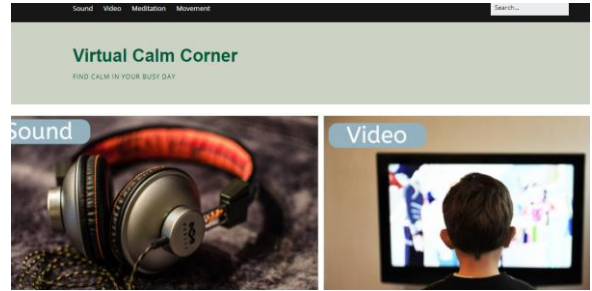 Sound Video Meditation Movement Search...
Virtual Calm Corner
FIND CALM IN YOUR BUSY DAY
Sound Video